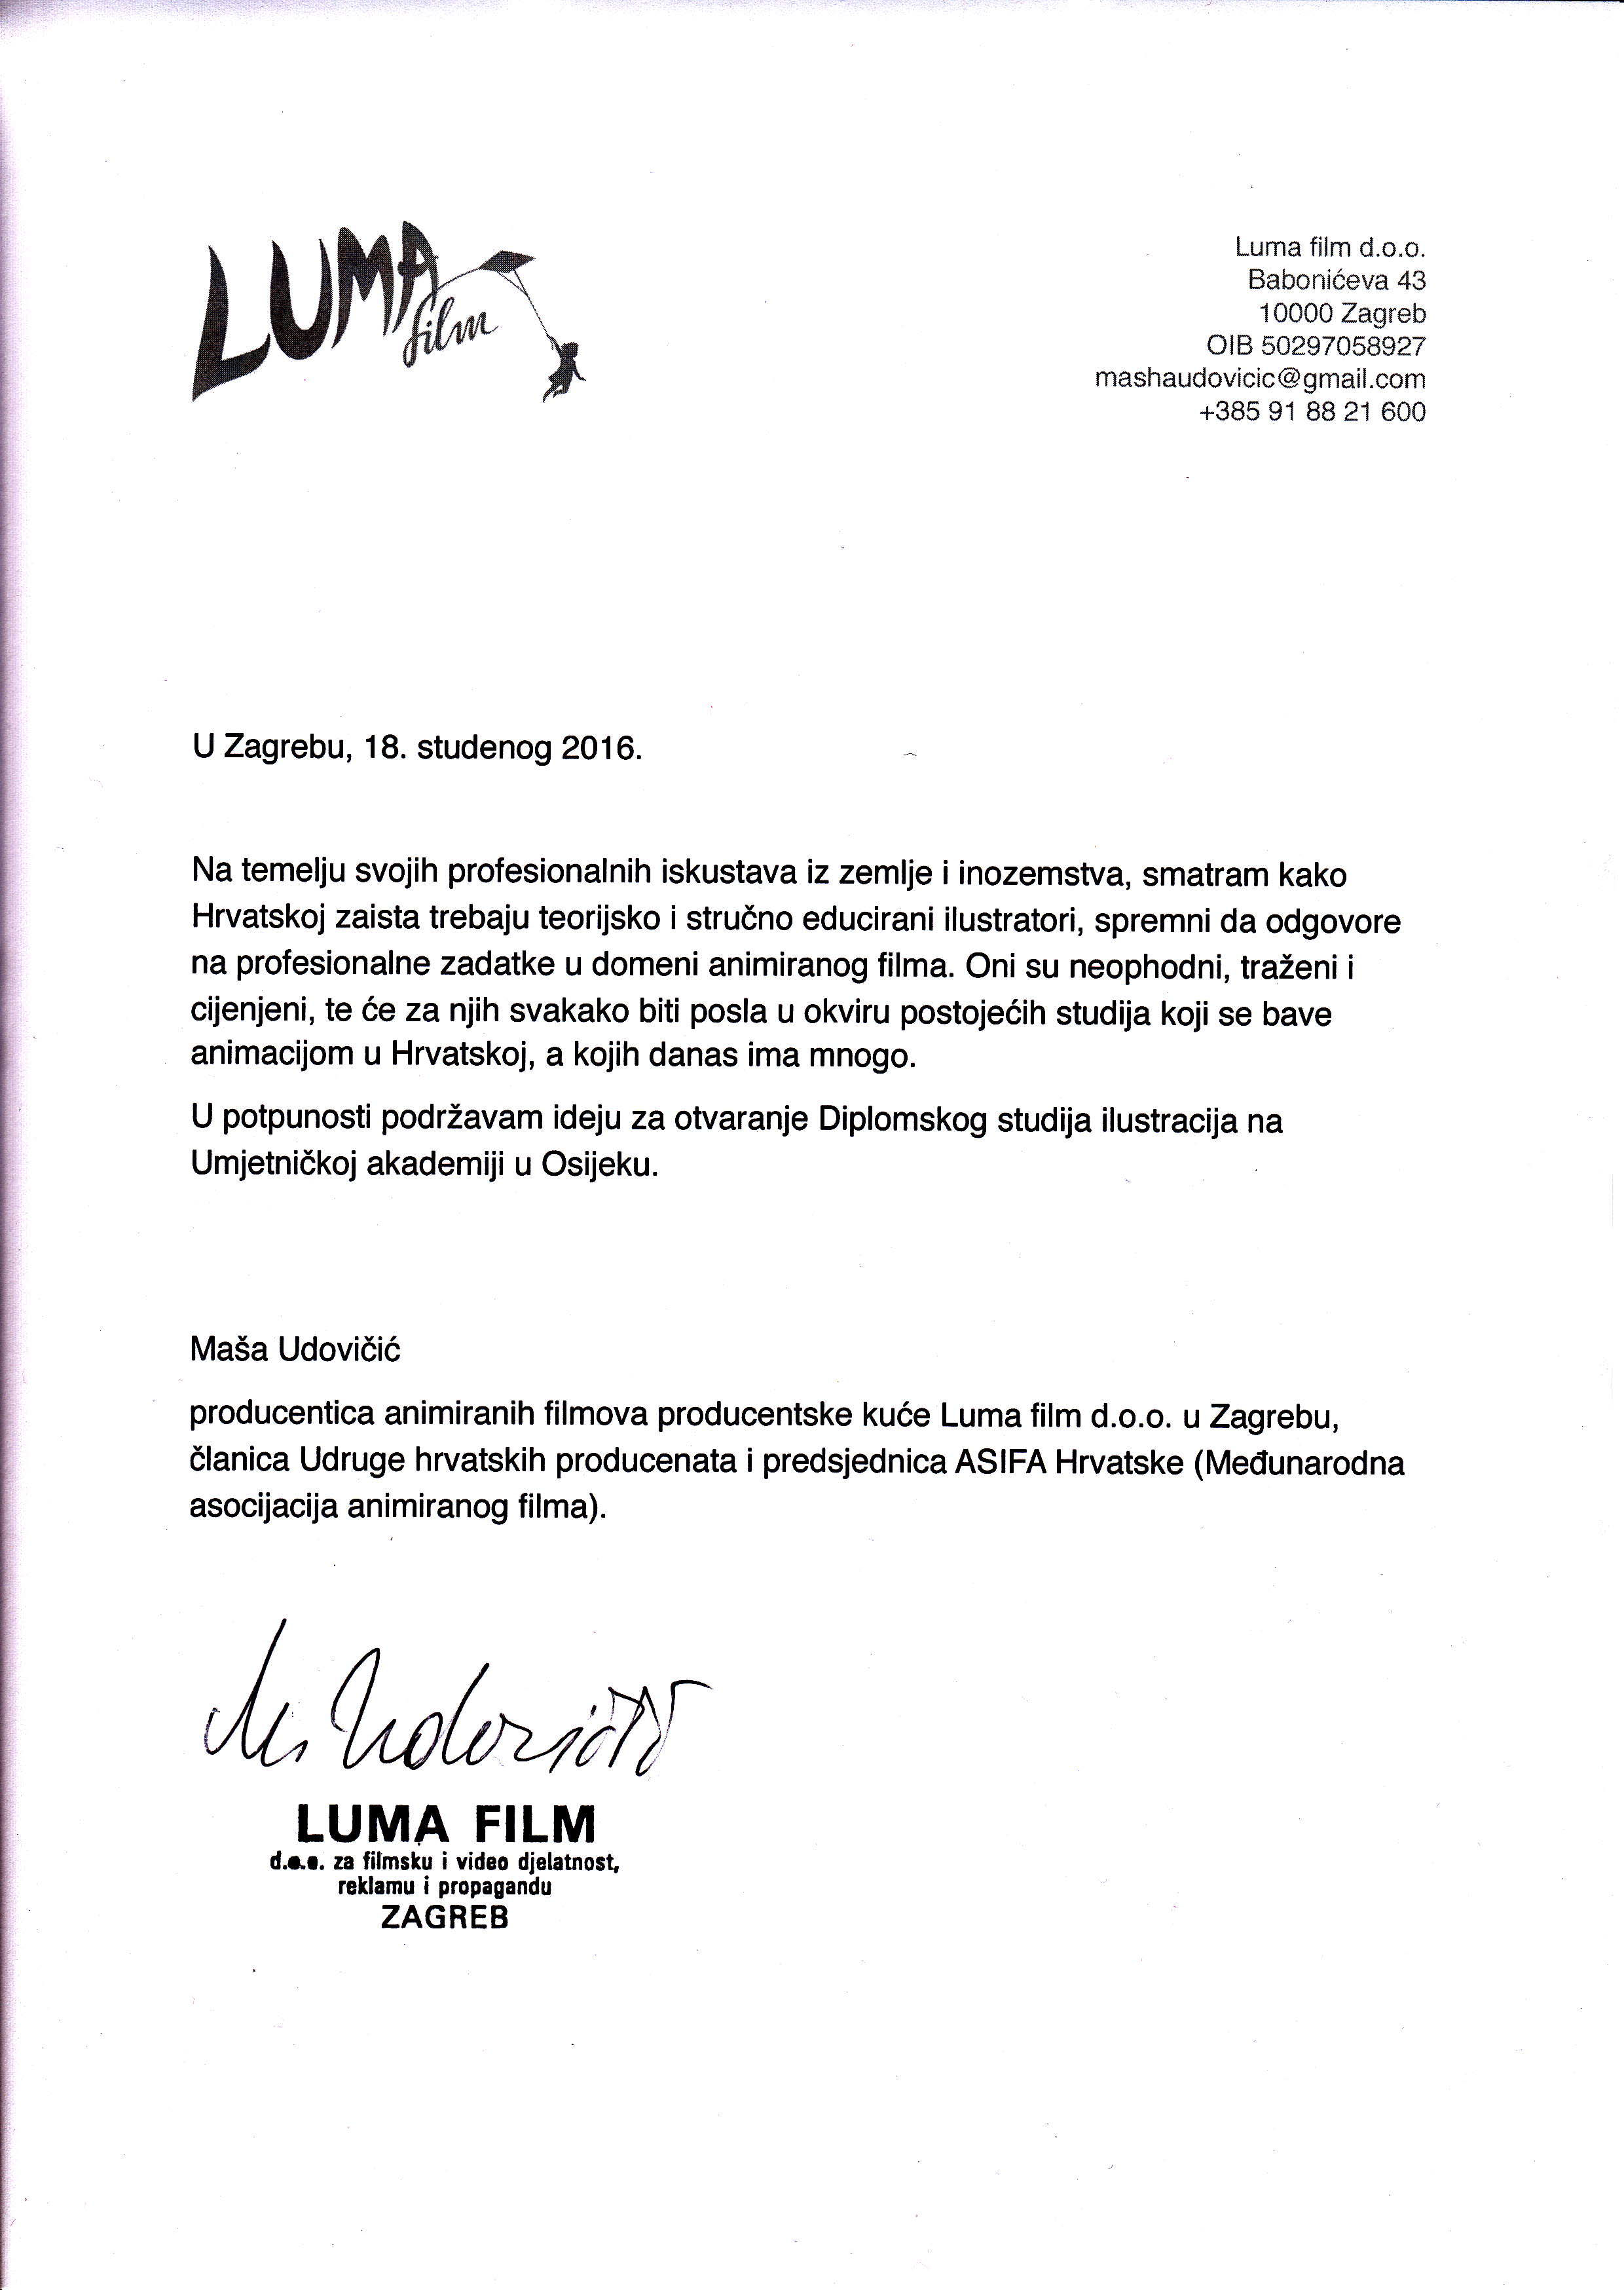 LUMA
film
Luma film d.o.o.
Babonićeva 43
10000 Zagreb
OIB 50297058927
mashaudovicic@gmail.com
+385 91 88 21 600
U Zagrebu, 18. studenog 2016.
Na temelju svojih profesionalnih iskustava iz zemlje i inozemstva, smatram kako
Hrvatskoj zaista trebaju teorijsko i stručno educirani ilustratori, spremni da odgovore
na profesionalne zadatke u domeni animiranog filma. Oni su neophodni, traženi i
cijenjeni, te će za njih svakako biti posla u okviru postojećih studija koji se bave
animacijom u Hrvatskoj, a kojih danas ima mnogo.
U potpunosti podržavam ideju za otvaranje Diplomskog studija ilustracija na
Umjetničkoj akademiji u Osijeku.
Maša Udovičić
producentica animiranih filmova producentske kuće Luma film d.o.o. u Zagrebu,
članica Udruge hrvatskih producenata i predsjednica ASIFA Hrvatske (Međunarodna
asocijacija animiranog filma).
M. Udovičić
LUMA FILM
d.o.o. za filmsku i video djelatnost,
reklamu i propagandu
ZAGREB